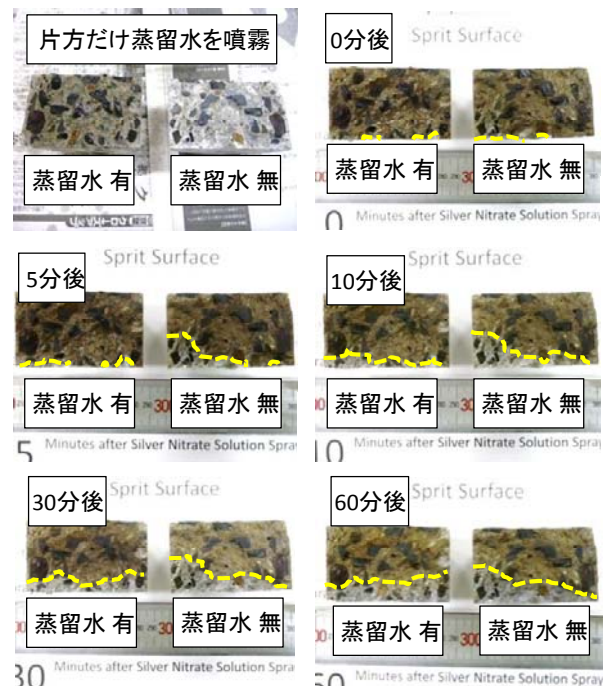 片方だけ蒸留水を噴霧
蒸留水 有
蒸留水 無
0分後
Sprit Surface
蒸留水 有
蒸留水 無
0 Minutes after Silver Nitrate Solution Spray
5分後
Sprit Surface
蒸留水 有
蒸留水 無
300
5 Minutes after Silver Nitrate Solution Spra
10分後
Sprit Surface
蒸留水 有
蒸留水 無
10 Minutes after Silver Nitrate Solution Spra
30分後
Sprit Surface
蒸留水 有
蒸留水 無
30 Minutes after Silver Nitrate Solution Spra
60分後
Sprit Surface
蒸留水 有
蒸留水 無
60 Minutes after Silver Nitrate Solution Spra